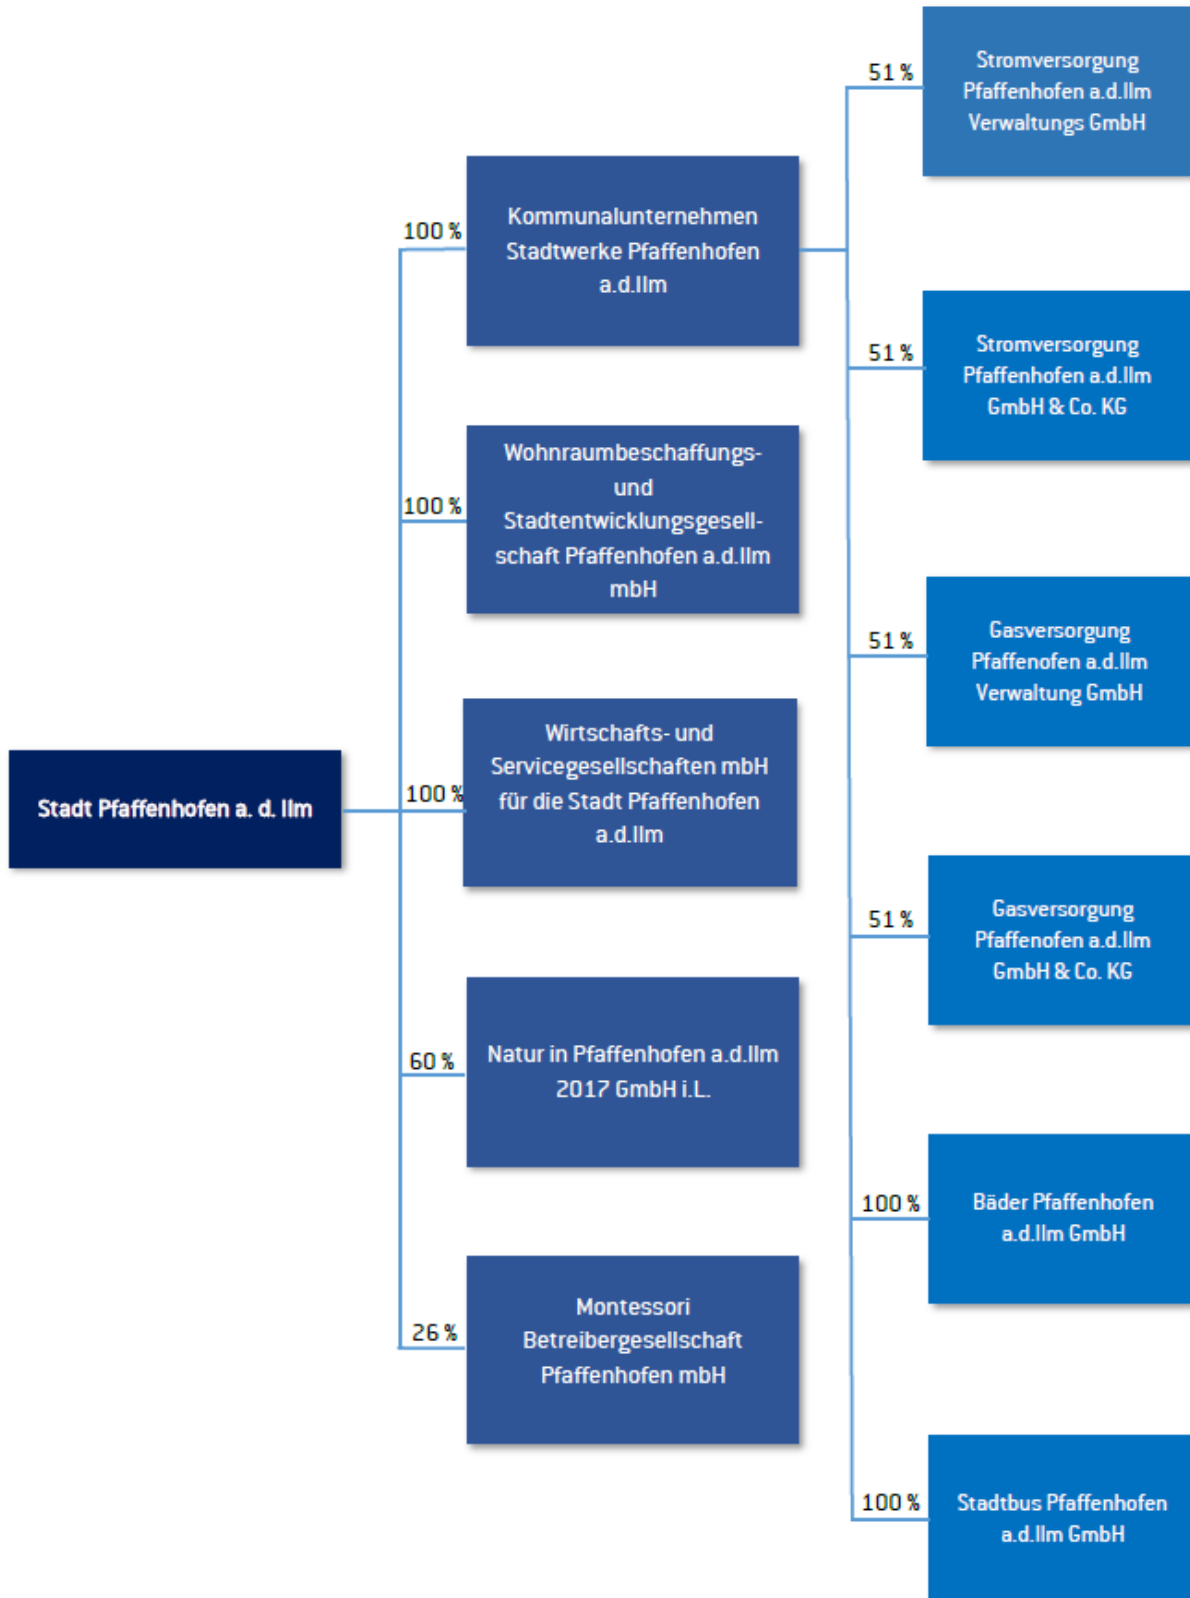 Stadt Pfaffenhofen a. d. Ilm
100 %
Kommunalunternehmen
Stadtwerke Pfaffenhofen
a.d.Ilm
100 %
Wohnraumbeschaffungs-
und
Stadtentwicklungsgesell-
schaft Pfaffenhofen a.d.Ilm
mbH
100 %
Wirtschafts- und
Servicegesellschaften mbH
für die Stadt Pfaffenhofen
a.d.Ilm
60 %
Natur in Pfaffenhofen a.d.Ilm
2017 GmbH i.L.
26 %
Montessori
Betreibergesellschaft
Pfaffenhofen mbH
51 %
Stromversorgung
Pfaffenhofen a.d.Ilm
Verwaltungs GmbH
51 %
Stromversorgung
Pfaffenhofen a.d.Ilm
GmbH & Co. KG
51 %
Gasversorgung
Pfaffenofen a.d.Ilm
Verwaltung GmbH
51 %
Gasversorgung
Pfaffenofen a.d.Ilm
GmbH & Co. KG
100 %
Bäder Pfaffenhofen
a.d.Ilm GmbH
100 %
Stadtbus Pfaffenhofen
a.d.Ilm GmbH